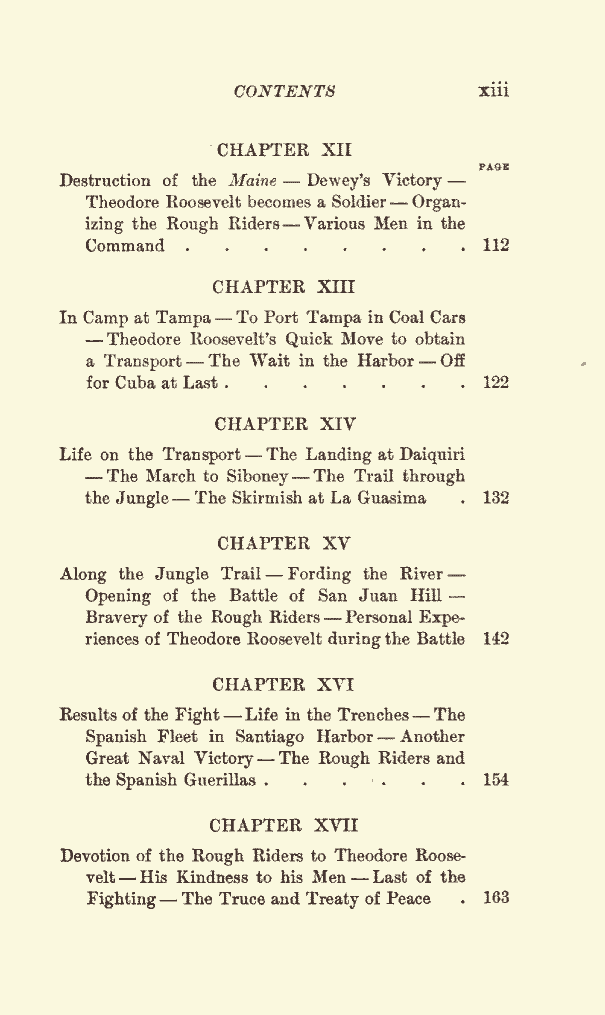 CONTENTS xiii
CHAPTER XII
PAGE
Destruction of the Maine — Dewey's Victory —
Theodore Roosevelt becomes a Soldier — Organ-
izing the Rough Riders — Various Men in the
Command . . . . . . . . 112
CHAPTER XIII
In Camp at Tampa — To Port Tampa in Coal Cars
— Theodore Roosevelt's Quick Move to obtain
a Transport — The Wait in the Harbor — Off
for Cuba at Last . . . . . . . 122
CHAPTER XIV
Life on the Transport — The Landing at Daiquiri
— The March to Siboney — The Trail through
the Jungle — The Skirmish at La Guasima . 132
CHAPTER XV
Along the Jungle Trail — Fording the River —
Opening of the Battle of San Juan Hill —
Bravery of the Rough Riders — Personal Expe-
riences of Theodore Roosevelt during the Battle 142
CHAPTER XVI
Results of the Fight — Life in the Trenches — The
Spanish Fleet in Santiago Harbor — Another
Great Naval Victory — The Rough Riders and
the Spanish Guerillas . . . . . . 154
CHAPTER XVII
Devotion of the Rough Riders to Theodore Roose-
velt — His Kindness to his Men — Last of the
Fighting — The Truce and Treaty of Peace . 163